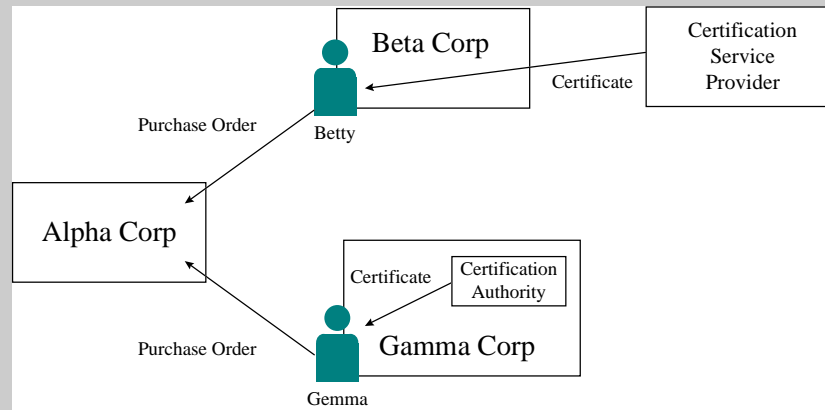 Beta Corp
Certification
Service
Provider
Certificate
Purchase Order
Betty
Alpha Corp
Certificate
Certification
Authority
Purchase Order
Gamma Corp
Gemma